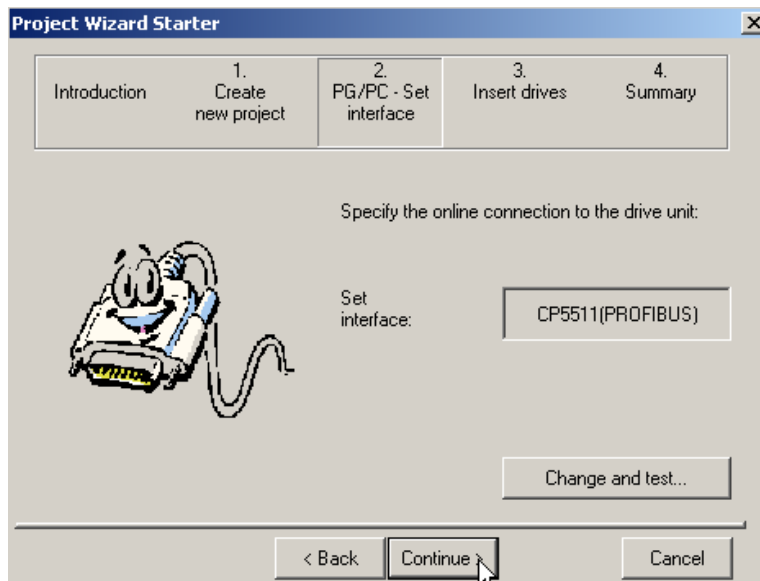 Project Wizard Starter
Introduction
1.
Create
new project
2.
PG/PC - Set
interface
3.
Insert drives
4.
Summary
Specify the online connection to the drive unit:
Set
interface:
CP5511(PROFIBUS)
Change and test...
< Back
Continue >
Cancel